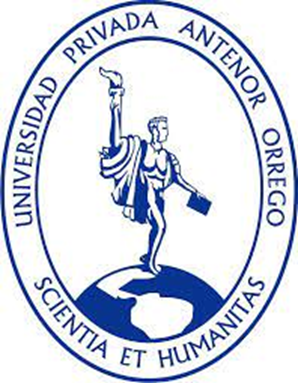 UNIVERSIDAD PRIVADA ANTENOR ORREGO
SCIENTIA ET HUMANITAS